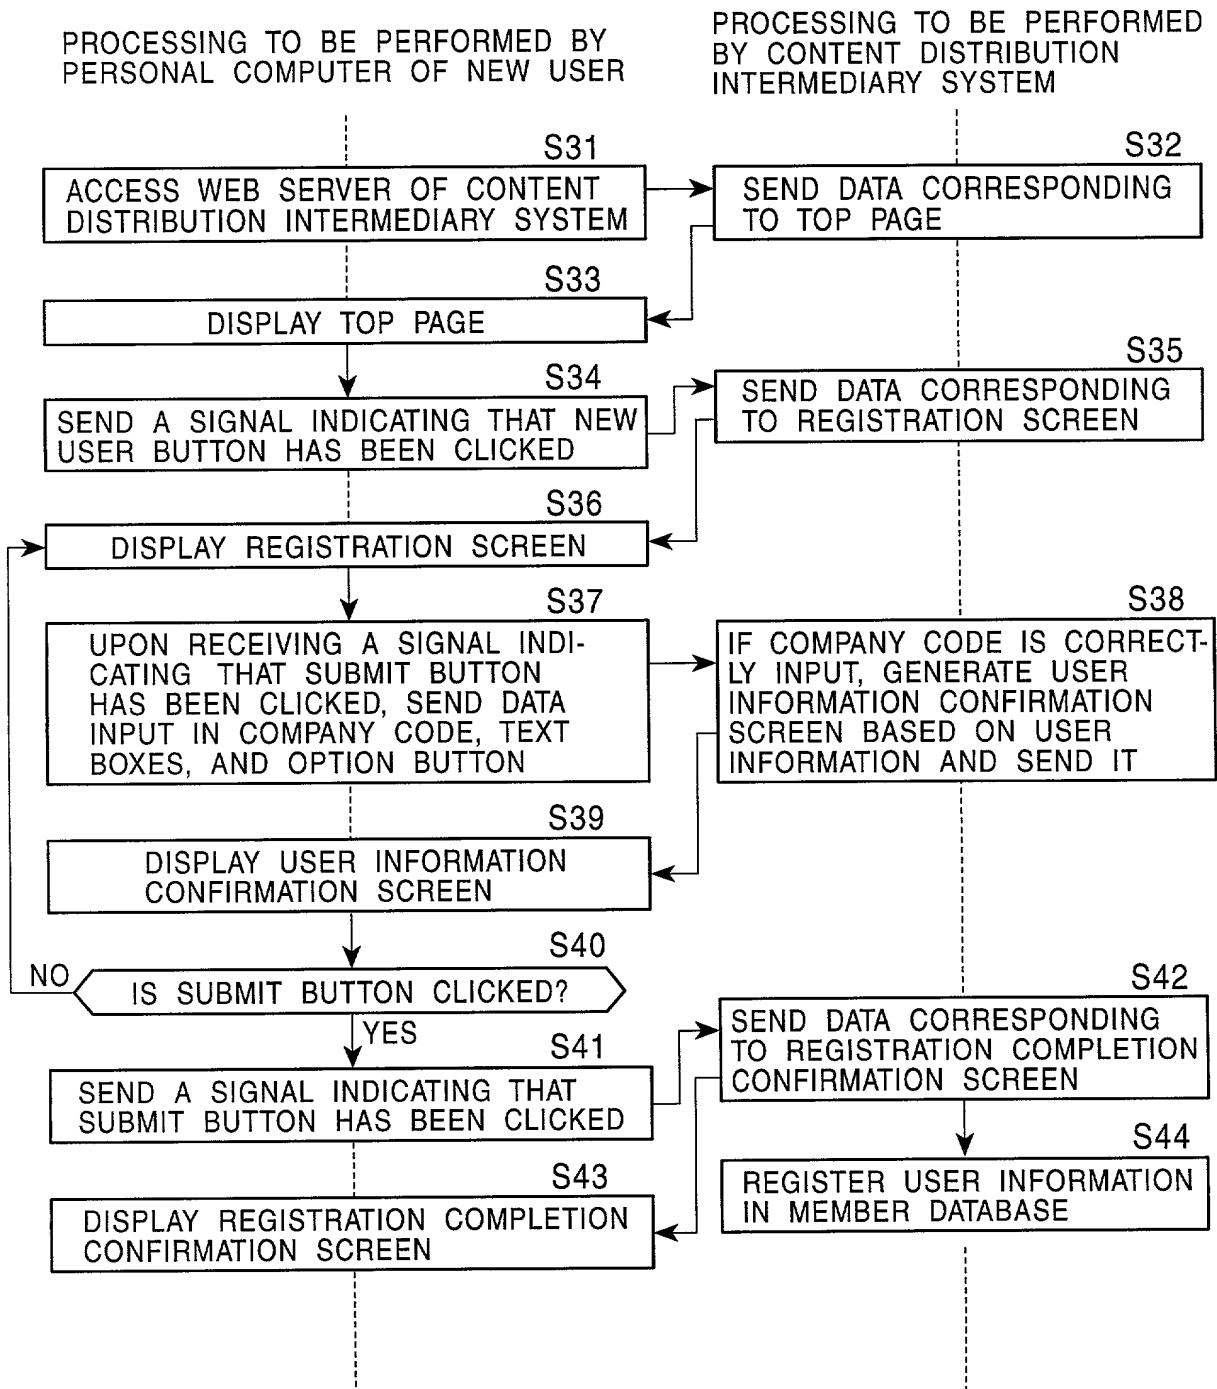 PROCESSING TO BE PERFORMED BY
PERSONAL COMPUTER OF NEW USER
PROCESSING TO BE PERFORMED
BY CONTENT DISTRIBUTION
INTERMEDIARY SYSTEM
S31
ACCESS WEB SERVER OF CONTENT
DISTRIBUTION INTERMEDIARY SYSTEM
S32
SEND DATA CORRESPONDING
TO TOP PAGE
S33
DISPLAY TOP PAGE
S34
SEND A SIGNAL INDICATING THAT NEW
USER BUTTON HAS BEEN CLICKED
S35
SEND DATA CORRESPONDING
TO REGISTRATION SCREEN
S36
DISPLAY REGISTRATION SCREEN
S37
UPON RECEIVING A SIGNAL INDI-
CATING THAT SUBMIT BUTTON
HAS BEEN CLICKED, SEND DATA
INPUT IN COMPANY CODE, TEXT
BOXES, AND OPTION BUTTON
S38
IF COMPANY CODE IS CORRECT-
LY INPUT, GENERATE USER
INFORMATION CONFIRMATION
SCREEN BASED ON USER
INFORMATION AND SEND IT
S39
DISPLAY USER INFORMATION
CONFIRMATION SCREEN
S40
NO
IS SUBMIT BUTTON CLICKED?
YES
S41
SEND A SIGNAL INDICATING THAT
SUBMIT BUTTON HAS BEEN CLICKED
S42
SEND DATA CORRESPONDING
TO REGISTRATION COMPLETION
CONFIRMATION SCREEN
S43
DISPLAY REGISTRATION COMPLETION
CONFIRMATION SCREEN
S44
REGISTER USER INFORMATION
IN MEMBER DATABASE